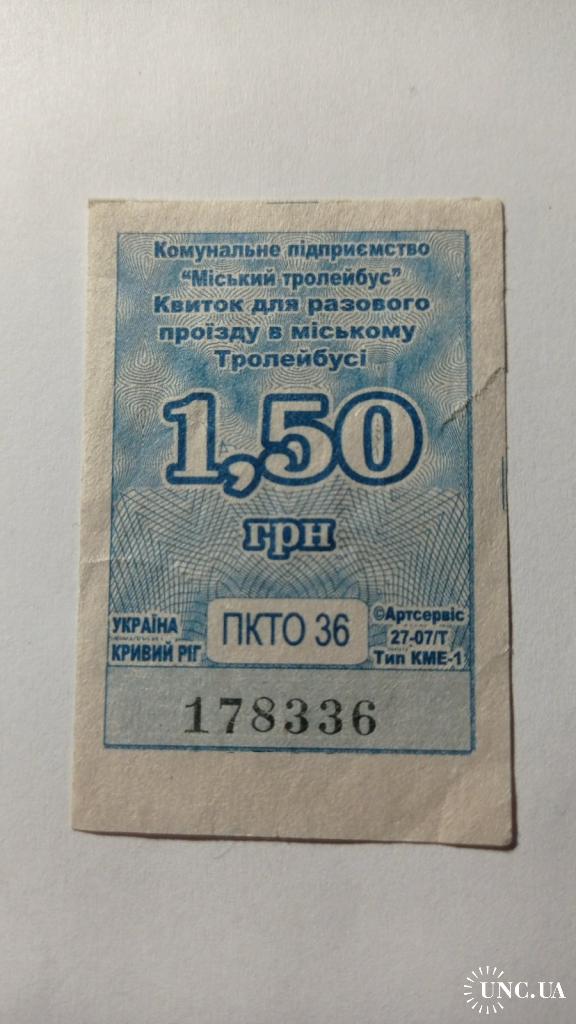 Комунальне підприємство
"Міський тролейбус"
Квиток для разового
проїзду в міському
Тролейбусі
1,50
грн
УКРАЇНА
КРИВИЙ РІГ
ПКТО 36
©Артсервіс
27-07/Т
Тип КМЕ-1
178336
UNC.UA